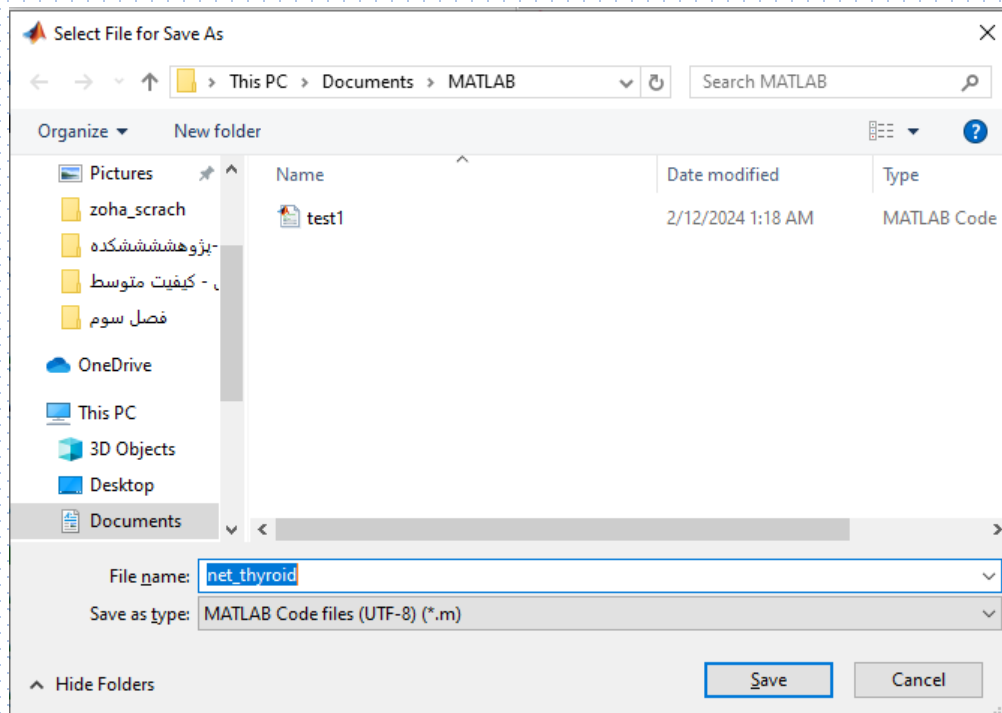 Select File for Save As
This PC > Documents > MATLAB
Search MATLAB
Organize
New folder
Name
Date modified
Type
Pictures
zoha_scrach
پژوهششششکده-
ی - کیفیت متوسط
فصل سوم
OneDrive
This PC
3D Objects
Desktop
Documents
test1
2/12/2024 1:18 AM
MATLAB Code
File name:
net_thyroid
Save as type:
MATLAB Code files (UTF-8) (*.m)
Hide Folders
Save
Cancel